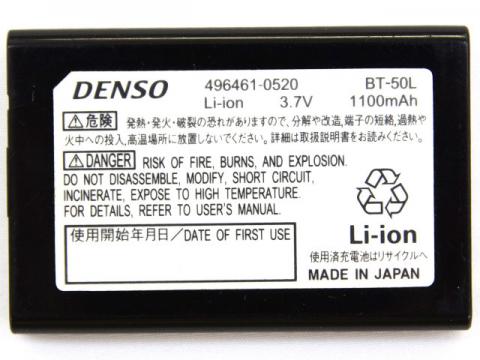 DENSO 496461-0520 BT-50L
Li-ion 3.7V 1100mAh
⚠危険 発熱・火・破裂の恐れがありますので、分解や改造、端子の短絡、過熱や
火中への投入、高温場所に置かないでください。詳細は取扱説明書をお読みください。
⚠DANGER RISK OF FIRE, BURNS, AND EXPLOSION.
DO NOT DISASSEMBLE, MODIFY, SHORT CIRCUIT,
INCINERATE, EXPOSE TO HIGH TEMPERATURE.
FOR DETAILS, REFER TO USER'S MANUAL.
使用開始年月日/DATE OF FIRST USE
Li-ion
使用済充電池はリサイクルへ
MADE IN JAPAN